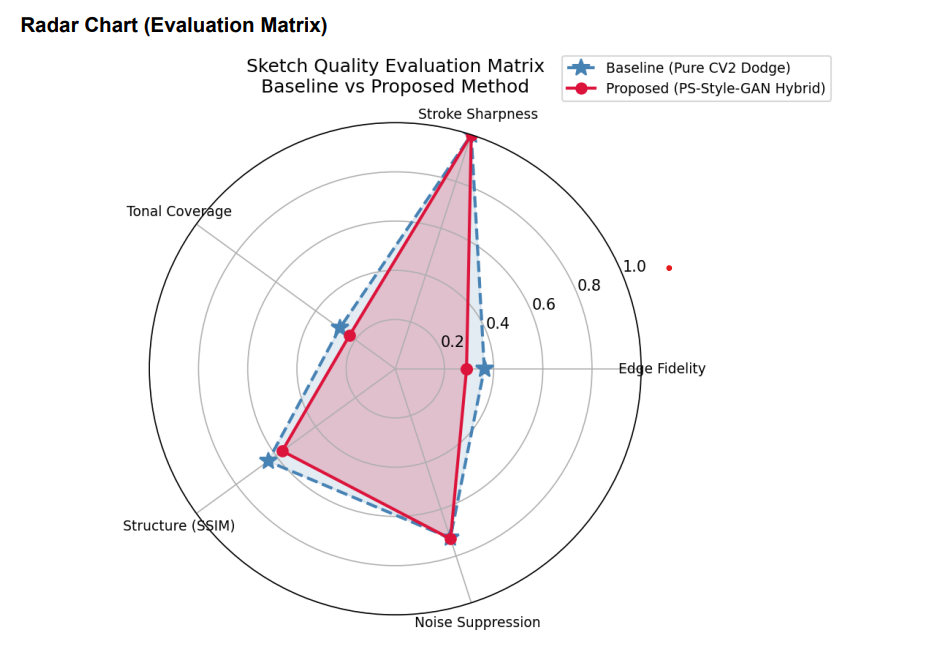 Radar Chart (Evaluation Matrix)
Sketch Quality Evaluation Matrix
Baseline vs Proposed Method
Baseline (Pure CV2 Dodge)
Proposed (PS-Style-GAN Hybrid)
Stroke Sharpness
Tonal Coverage
1.0
0.8
0.6
0.4
0.2
Edge Fidelity
Structure (SSIM)
Noise Suppression